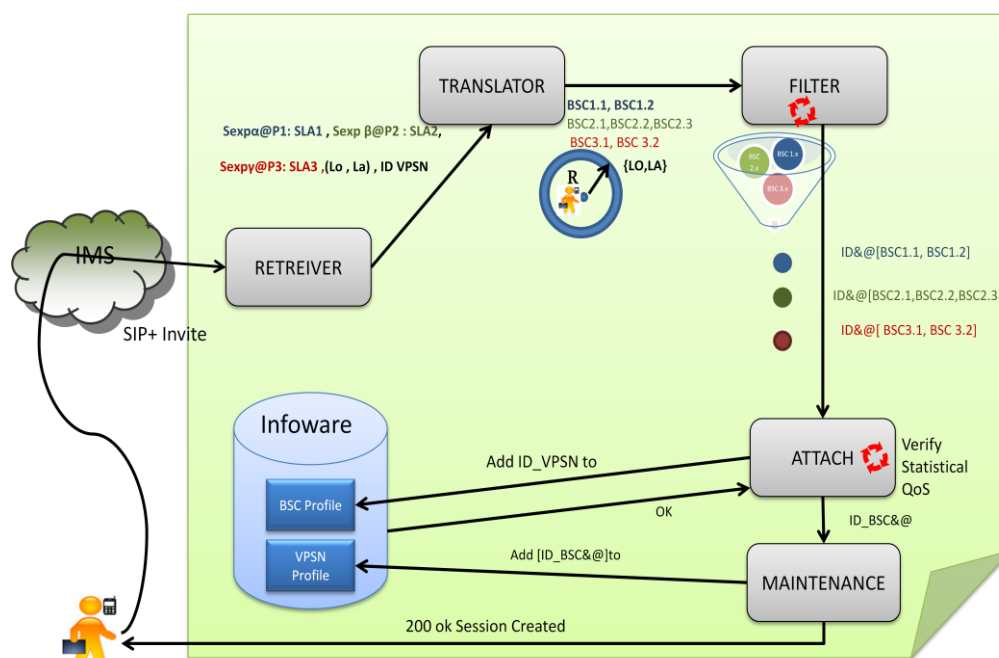 TRANSLATOR
FILTER
Sexpα@P1: SLA1 , Sexp β@P2 : SLA2,
Sexpγ@P3: SLA3 ,(Lo , La) , ID VPSN
BSC1.1, BSC1.2
BSC2.1,BSC2.2,BSC2.3
BSC3.1, BSC 3.2
R
{LO,LA}
BSC 1.x
BSC
2.x
BSC 3.x
IMS
RETREIVER
SIP+ Invite
ID&@[BSC1.1, BSC1.2]
ID&@[BSC2.1,BSC2.2,BSC2.3]
ID&@[ BSC3.1, BSC 3.2]
Infoware
BSC Profile
VPSN
Profile
Add ID_VPSN to
OK
Add [ID_BSC&@]to
ATTACH
Verify
Statistical
QoS
ID_BSC&@
MAINTENANCE
200 ok Session Created